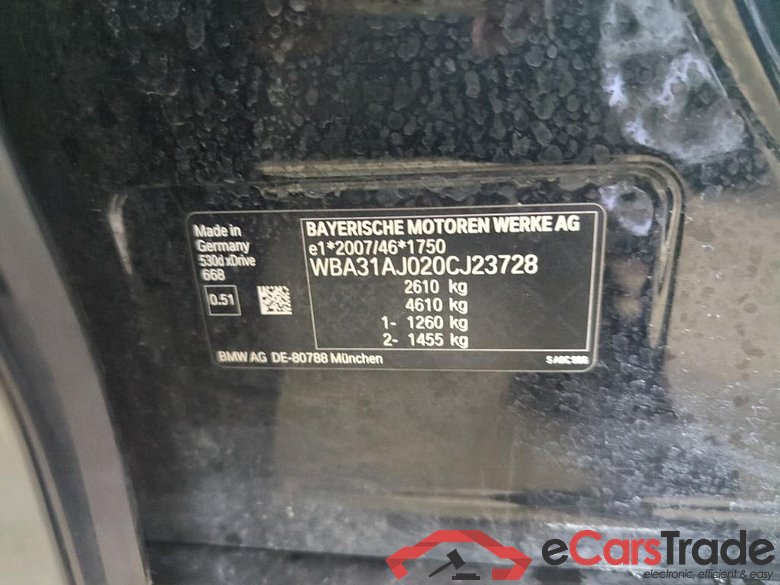 Made in
Germany
530d xDrive
668
0.51
BAYERISCHE MOTOREN WERKE AG
e1*2007/46*1750
WBA31AJ020CJ23728
2610 kg
4610 kg
1- 1260 kg
2- 1455 kg
BMW AG DE-80788 München
eCarsTrade
electronic, efficient & easy